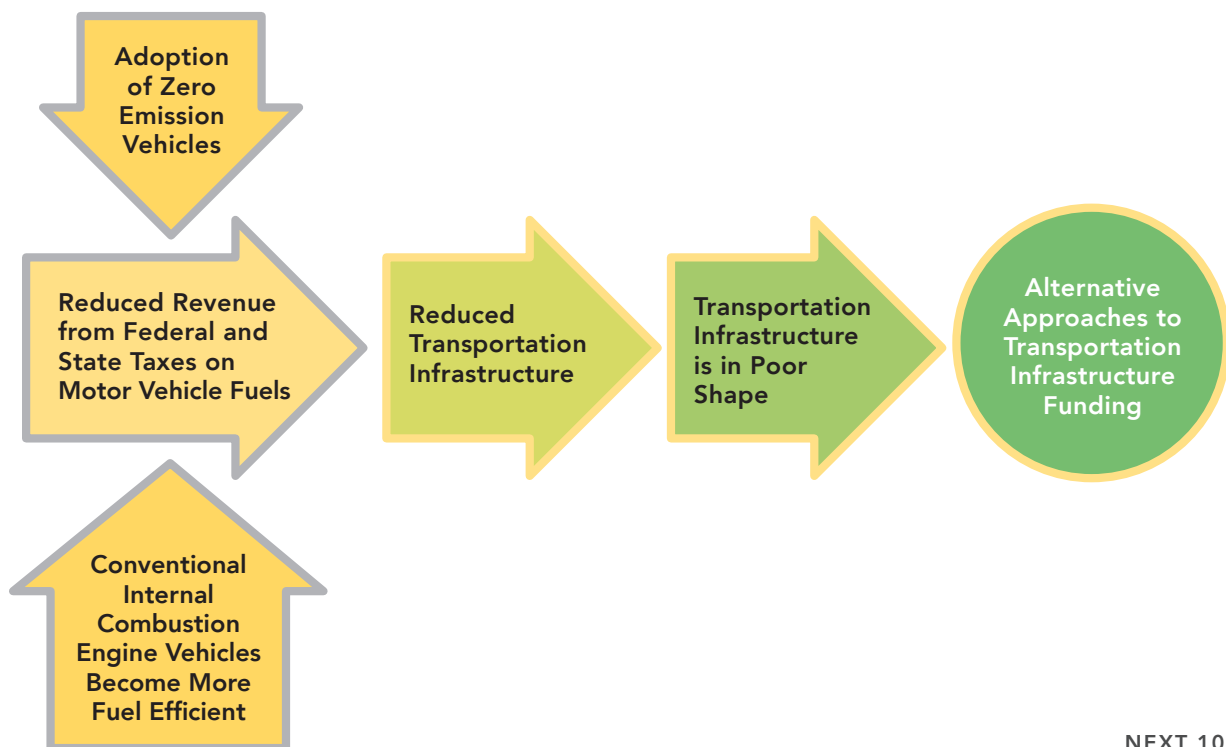 Adoption
of Zero
Emission
Vehicles
Reduced Revenue
from Federal and
State Taxes on
Motor Vehicle Fuels
Reduced
Transportation
Infrastructure
Transportation
Infrastructure
is in Poor
Shape
Alternative
Approaches to
Transportation
Infrastructure
Funding
Conventional
Internal
Combustion
Engine Vehicles
Become More
Fuel Efficient
NEXT 10